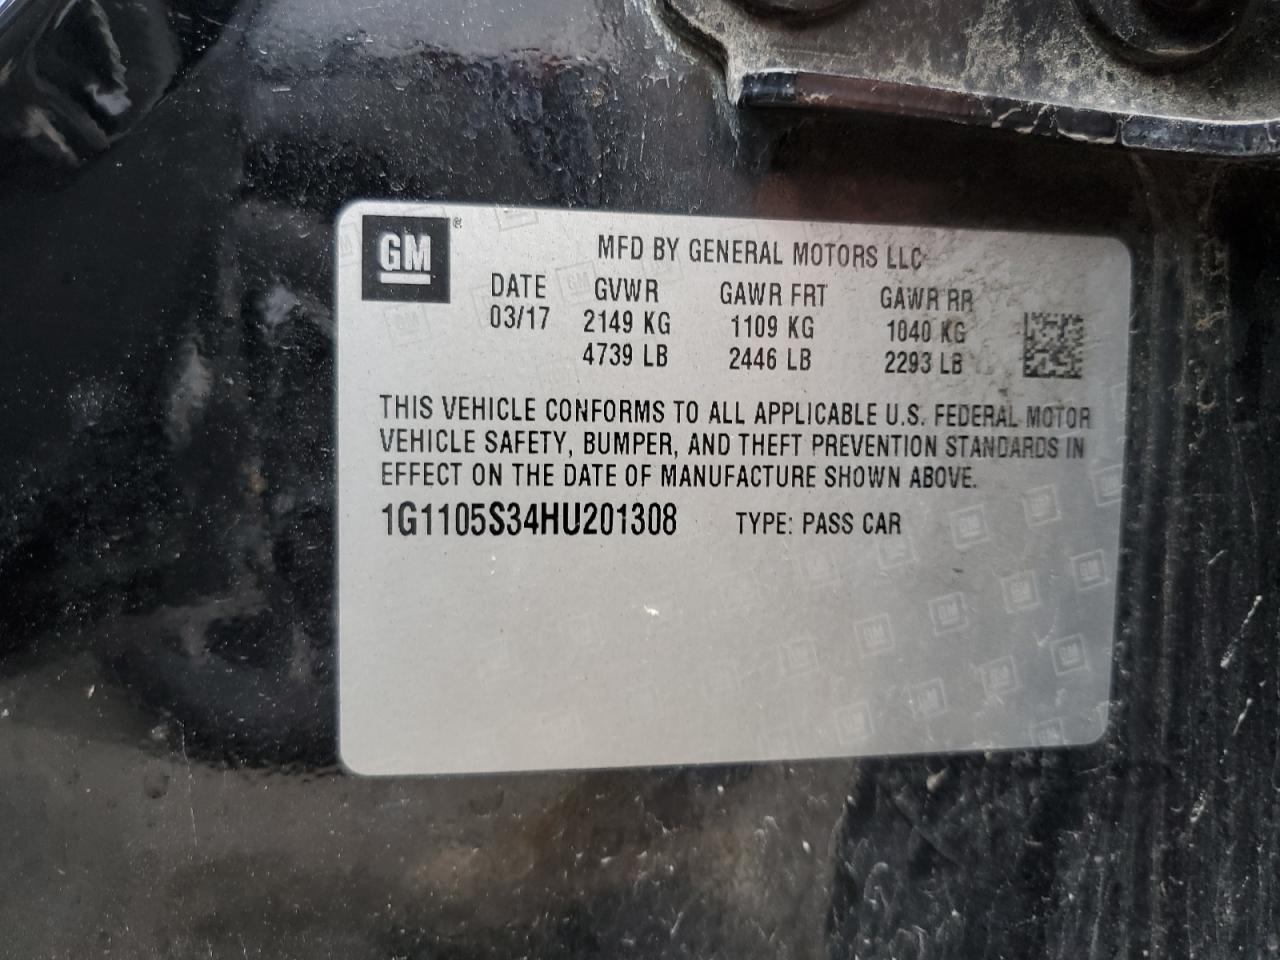 GM ®
MFD BY GENERAL MOTORS LLC
DATE GVWR GAWR FRT GAWR RR
03/17 2149 KG 1109 KG 1040 KG
4739 LB 2446 LB 2293 LB
THIS VEHICLE CONFORMS TO ALL APPLICABLE U.S. FEDERAL MOTOR
VEHICLE SAFETY, BUMPER, AND THEFT PREVENTION STANDARDS IN
EFFECT ON THE DATE OF MANUFACTURE SHOWN ABOVE.
1G1105S34HU201308 TYPE: PASS CAR